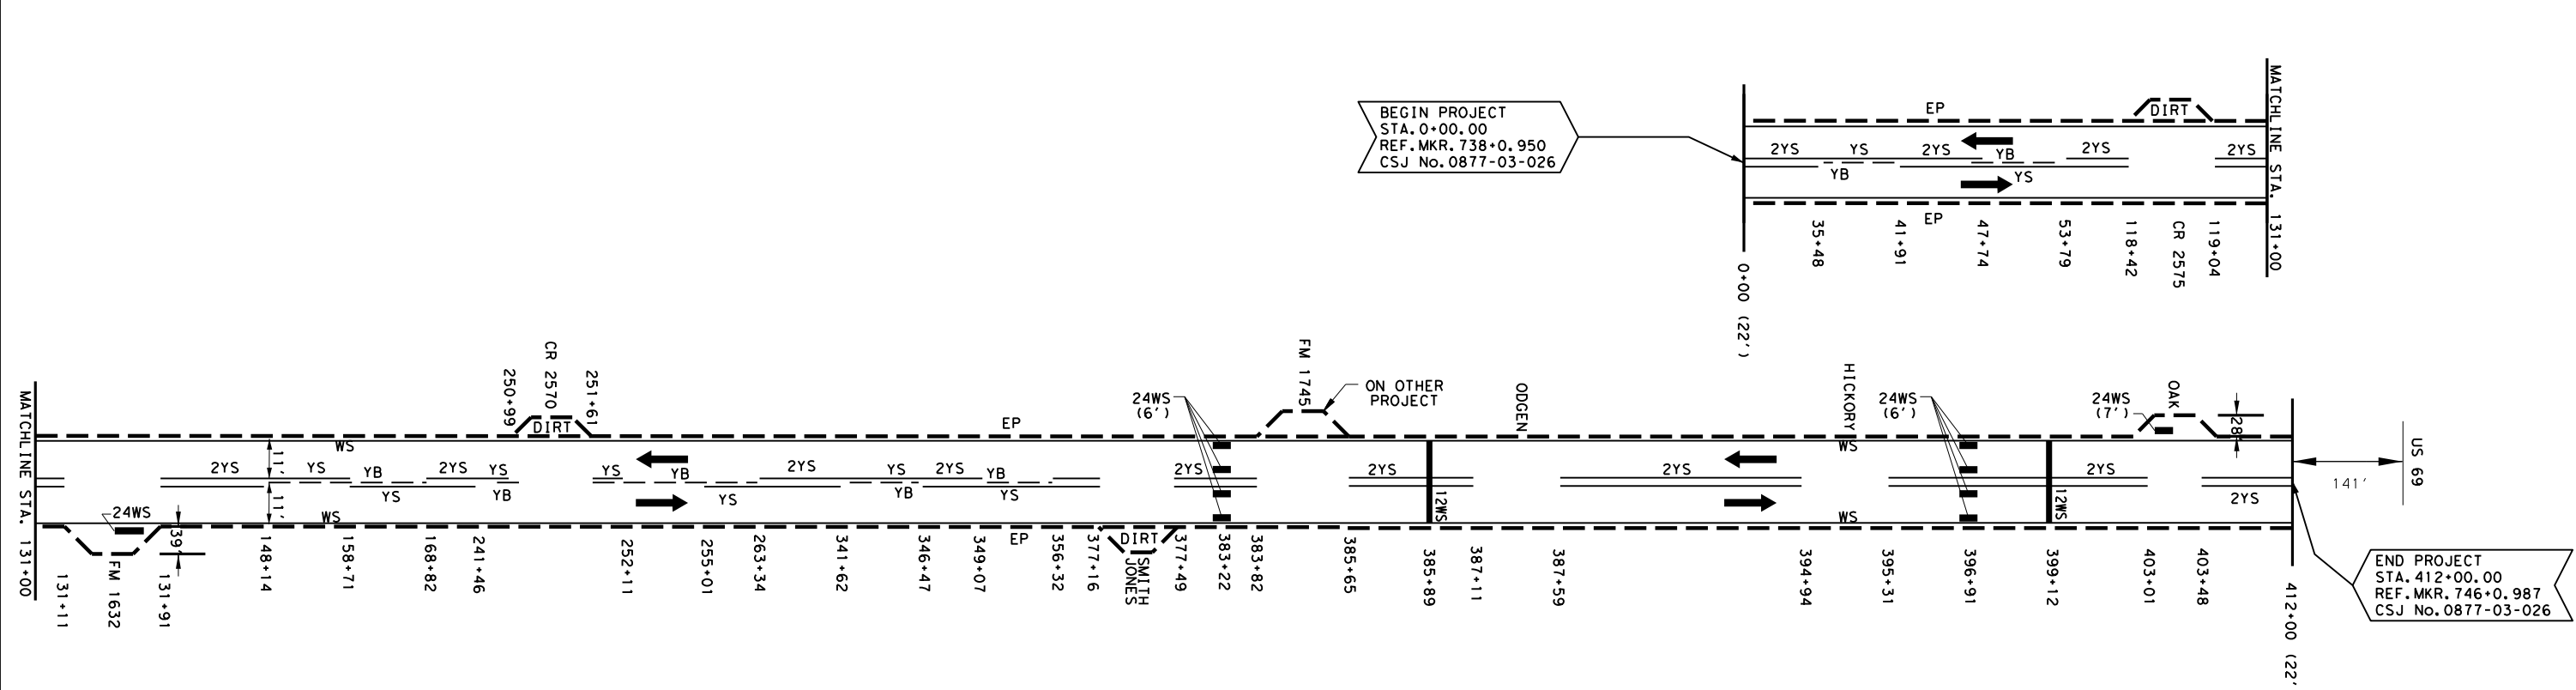 MATCHLINE STA. 131+00
BEGIN PROJECT
STA. 0+00.00
REF. MKR. 738+0.950
CSJ No. 0877-03-026
EP
DIRT
2YS
YS
2YS
YB
2YS
2YS
YB
YS
EP
0+00 (22')
35+48
41+91
47+74
53+79
118+42
CR 2575
119+04
MATCHLINE STA. 131+00
250+99
CR 2570
251+61
DIRT
EP
24WS
(6')
FM 1745
ON OTHER
PROJECT
ODGEN
HICKORY
24WS
(6')
24WS
(7')
OAK
28'
US 69
141'
WS
11'
11'
2YS
YS
YB
YS
2YS
YS
YB
WS
YS
YB
YS
2YS
YS
YB
2YS
YB
YS
2YS
2YS
12WS
2YS
WS
WS
12WS
2YS
2YS
24WS
39'
EP
DIRT
SMITH
JONES
131+11
FM 1632
131+91
148+14
158+71
168+82
241+46
252+11
255+01
263+34
341+62
346+47
349+07
356+32
377+16
377+49
383+22
383+82
385+65
385+89
387+11
387+59
394+94
395+31
396+91
399+12
403+01
403+48
412+00 (22'
END PROJECT
STA. 412+00.00
REF. MKR. 746+0.987
CSJ No. 0877-03-026